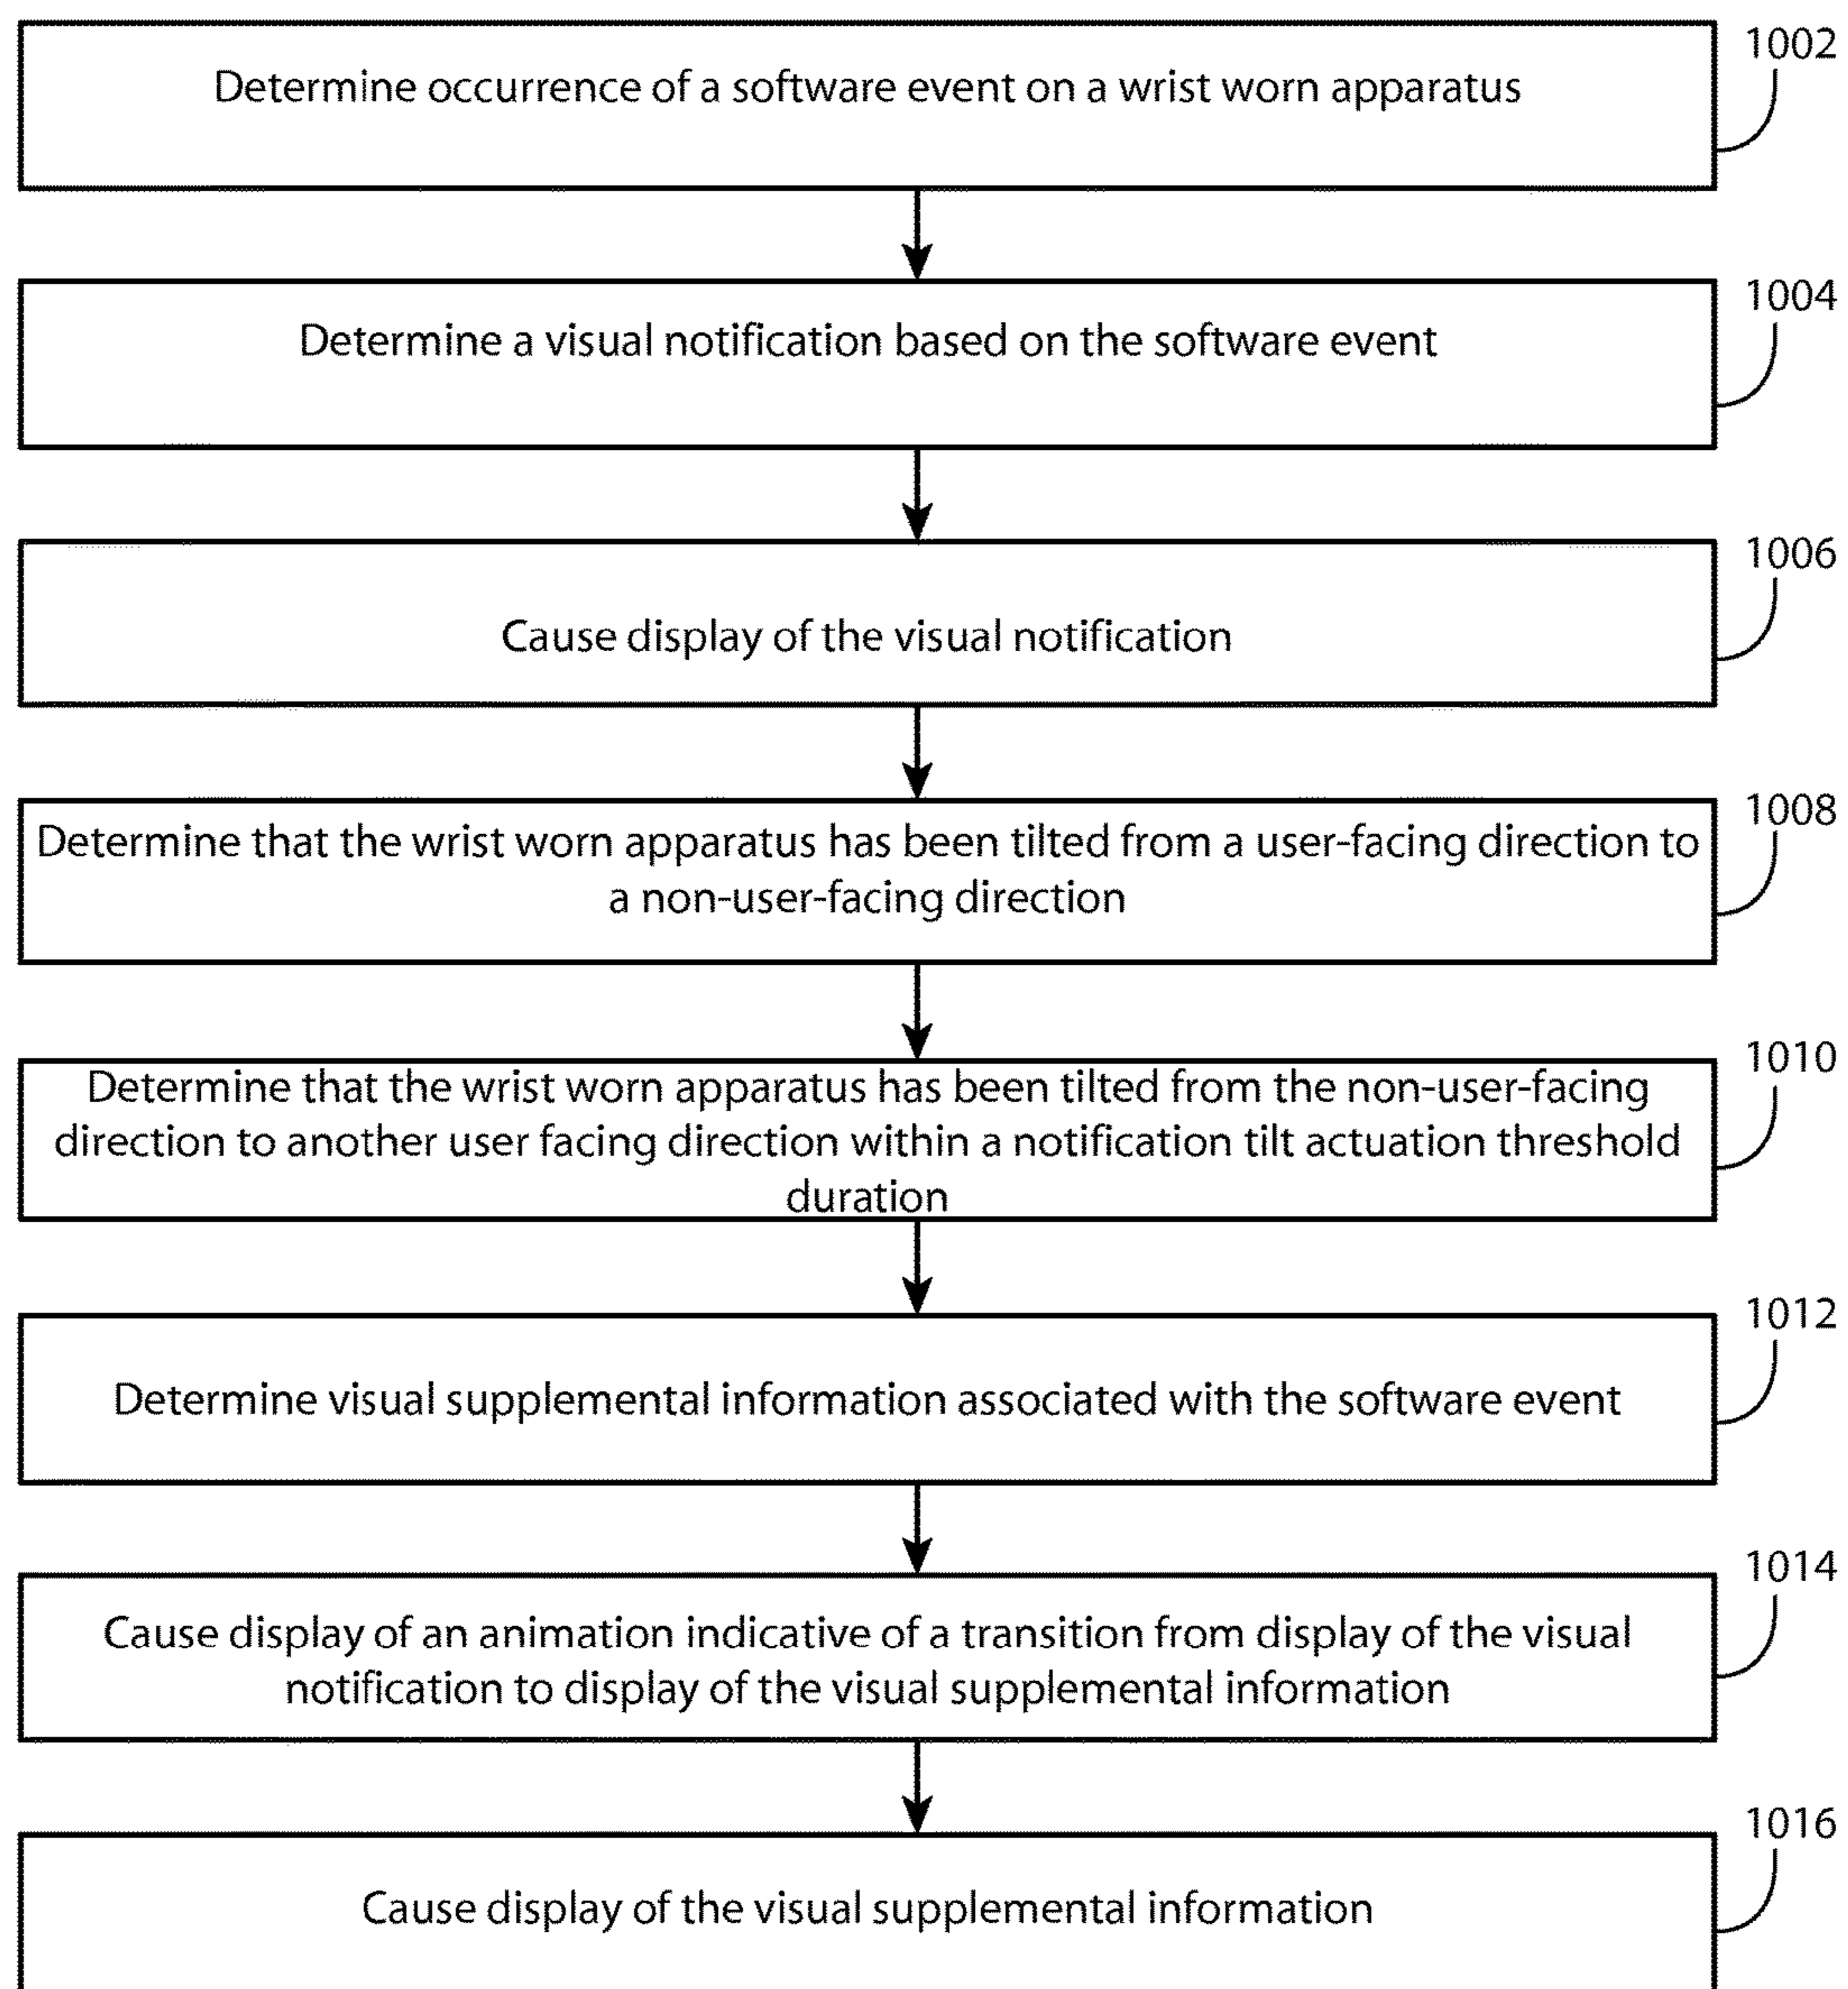 1002
Determine occurrence of a software event on a wrist worn apparatus
1004
Determine a visual notification based on the software event
1006
Cause display of the visual notification
1008
Determine that the wrist worn apparatus has been tilted from a user-facing direction to
a non-user-facing direction
1010
Determine that the wrist worn apparatus has been tilted from the non-user-facing
direction to another user facing direction within a notification tilt actuation threshold
duration
1012
Determine visual supplemental information associated with the software event
1014
Cause display of an animation indicative of a transition from display of the visual
notification to display of the visual supplemental information
1016
Cause display of the visual supplemental information